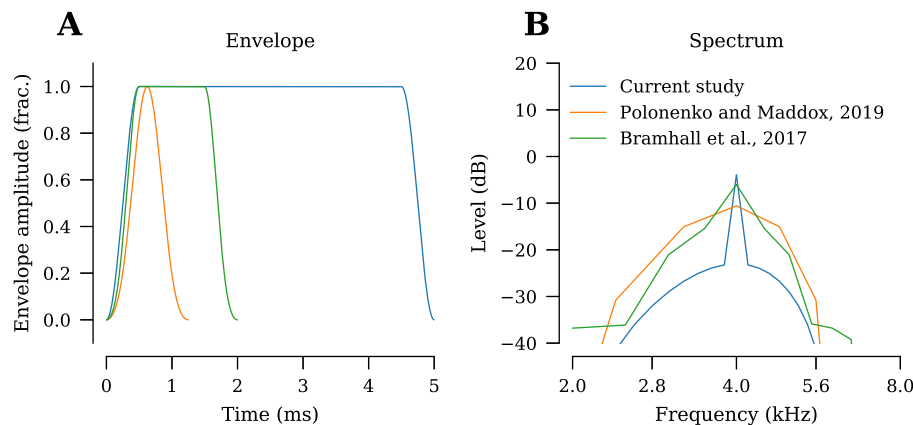 A
Envelope
Envelope amplitude (frac.)
1.0
0.8
0.6
0.4
0.2
0.0
0 1 2 3 4 5
Time (ms)
B
Spectrum
Level (dB)
20
10
0
−10
−20
−30
−40
Current study
Polonenko and Maddox, 2019
Bramhall et al., 2017
2.0 2.8 4.0 5.6 8.0
Frequency (kHz)